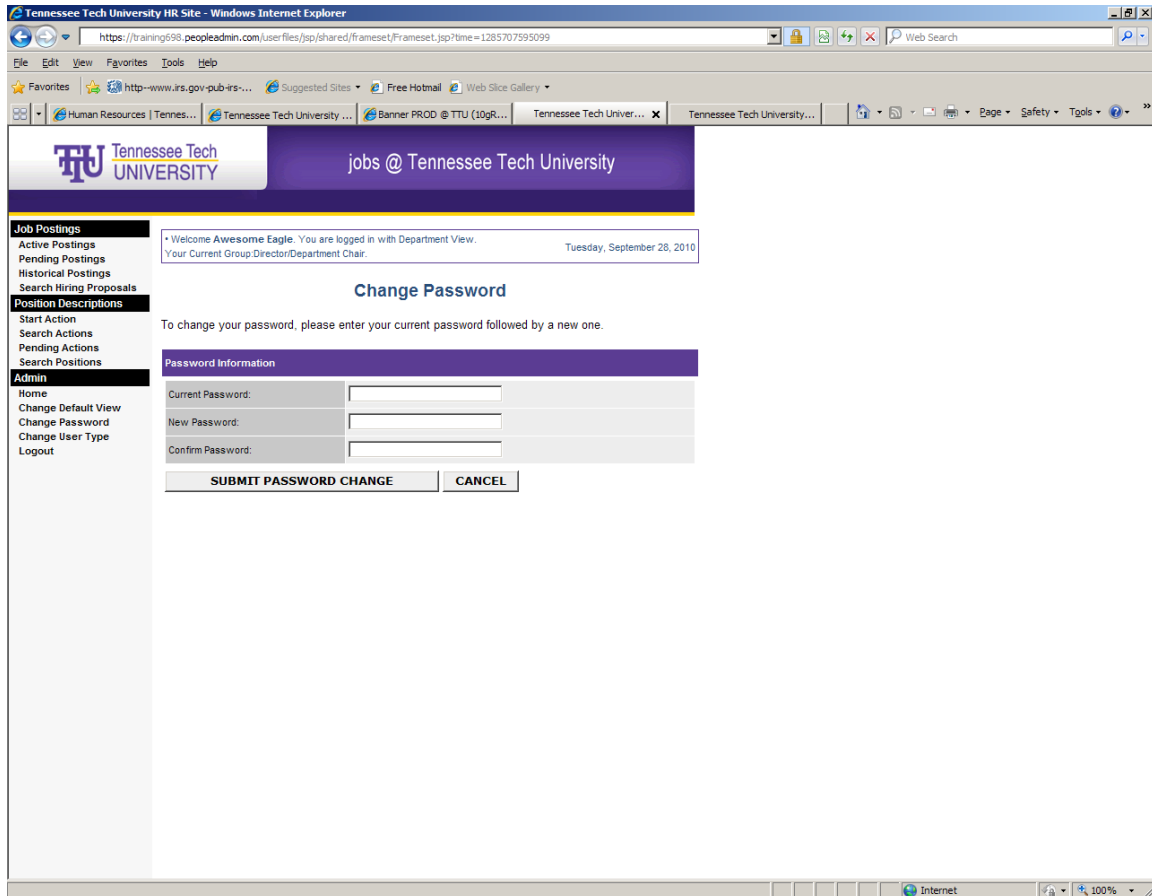 Tennessee Tech University HR Site - Windows Internet Explorer
https://training698.peopleadmin.com/userfiles/jsp/shared/frameset/Frameset.jsp?time=1285707595099
Web Search
File Edit View Favorites Tools Help
Favorites http--www.irs.gov-pub-irs-... Suggested Sites Free Hotmail Web Slice Gallery
Human Resources | Tennes... Tennessee Tech University ... Banner PROD @ TTU (10gR... Tennessee Tech Univer... X Tennessee Tech University... Page Safety Tools »
TTU Tennessee Tech UNIVERSITY
jobs @ Tennessee Tech University
Job Postings
Active Postings
Pending Postings
Historical Postings
Search Hiring Proposals
Position Descriptions
Start Action
Search Actions
Pending Actions
Search Positions
Admin
Home
Change Default View
Change Password
Change User Type
Logout
• Welcome Awesome Eagle. You are logged in with Department View.
Your Current Group:Director/Department Chair.
Tuesday, September 28, 2010
Change Password
To change your password, please enter your current password followed by a new one.
Password Information
Current Password:
New Password:
Confirm Password:
SUBMIT PASSWORD CHANGE CANCEL
Internet 100%